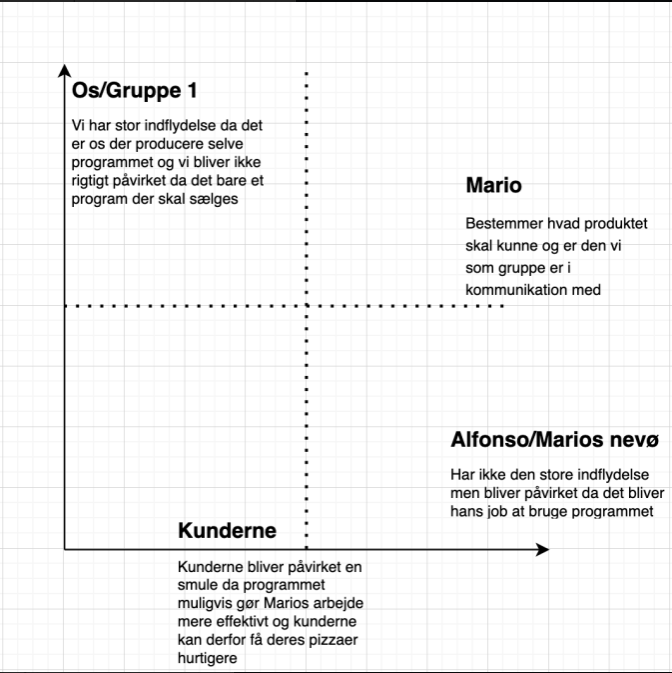 Os/Gruppe 1
Vi har stor indflydelse da det
er os der producere selve
programmet og vi bliver ikke
rigtigt påvirket da det bare et
program der skal sælges
Mario
Bestemmer hvad produktet
skal kunne og er den vi
som gruppe er i
kommunikation med
Alfonso/Marios nevø
Har ikke den store indflydelse
men bliver påvirket da det bliver
hans job at bruge programmet
Kunderne
Kunderne bliver påvirket en
smule da programmet
muligvis gør Marios arbejde
mere effektivt og kunderne
kan derfor få deres pizzaer
hurtigere